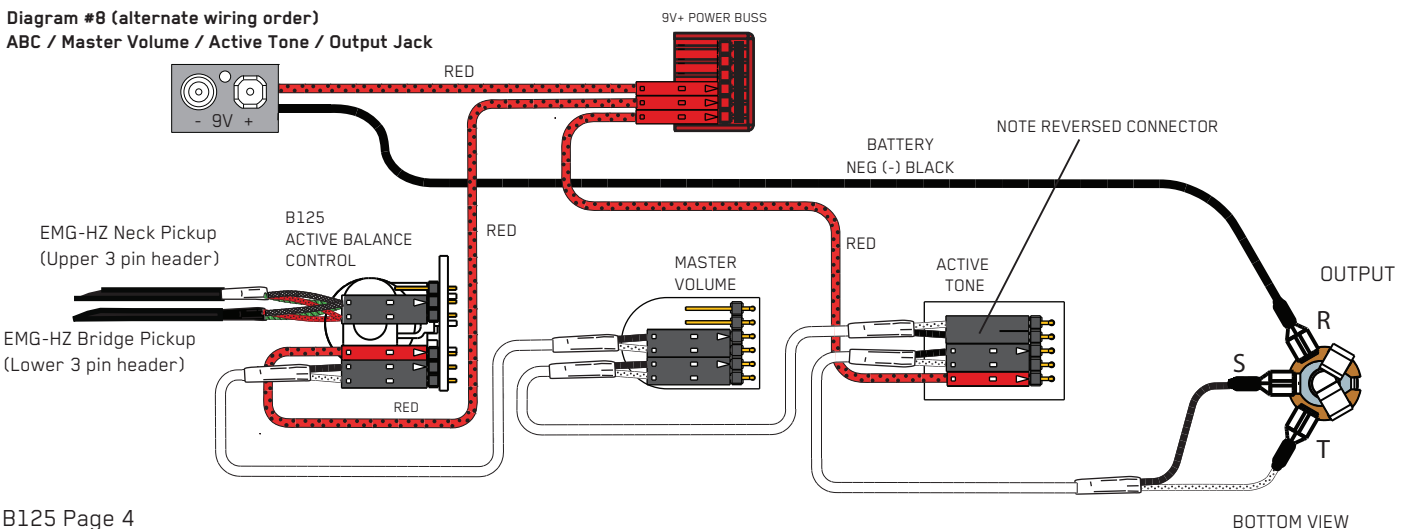 Diagram #8 (alternate wiring order)
ABC / Master Volume / Active Tone / Output Jack
9V+ POWER BUSS
RED
- 9V +
NOTE REVERSED CONNECTOR
BATTERY
NEG (-) BLACK
B125
ACTIVE BALANCE
CONTROL
RED
EMG-HZ Neck Pickup
(Upper 3 pin header)
EMG-HZ Bridge Pickup
(Lower 3 pin header)
RED
MASTER
VOLUME
RED
ACTIVE
TONE
OUTPUT
R
S
T
B125 Page 4
BOTTOM VIEW